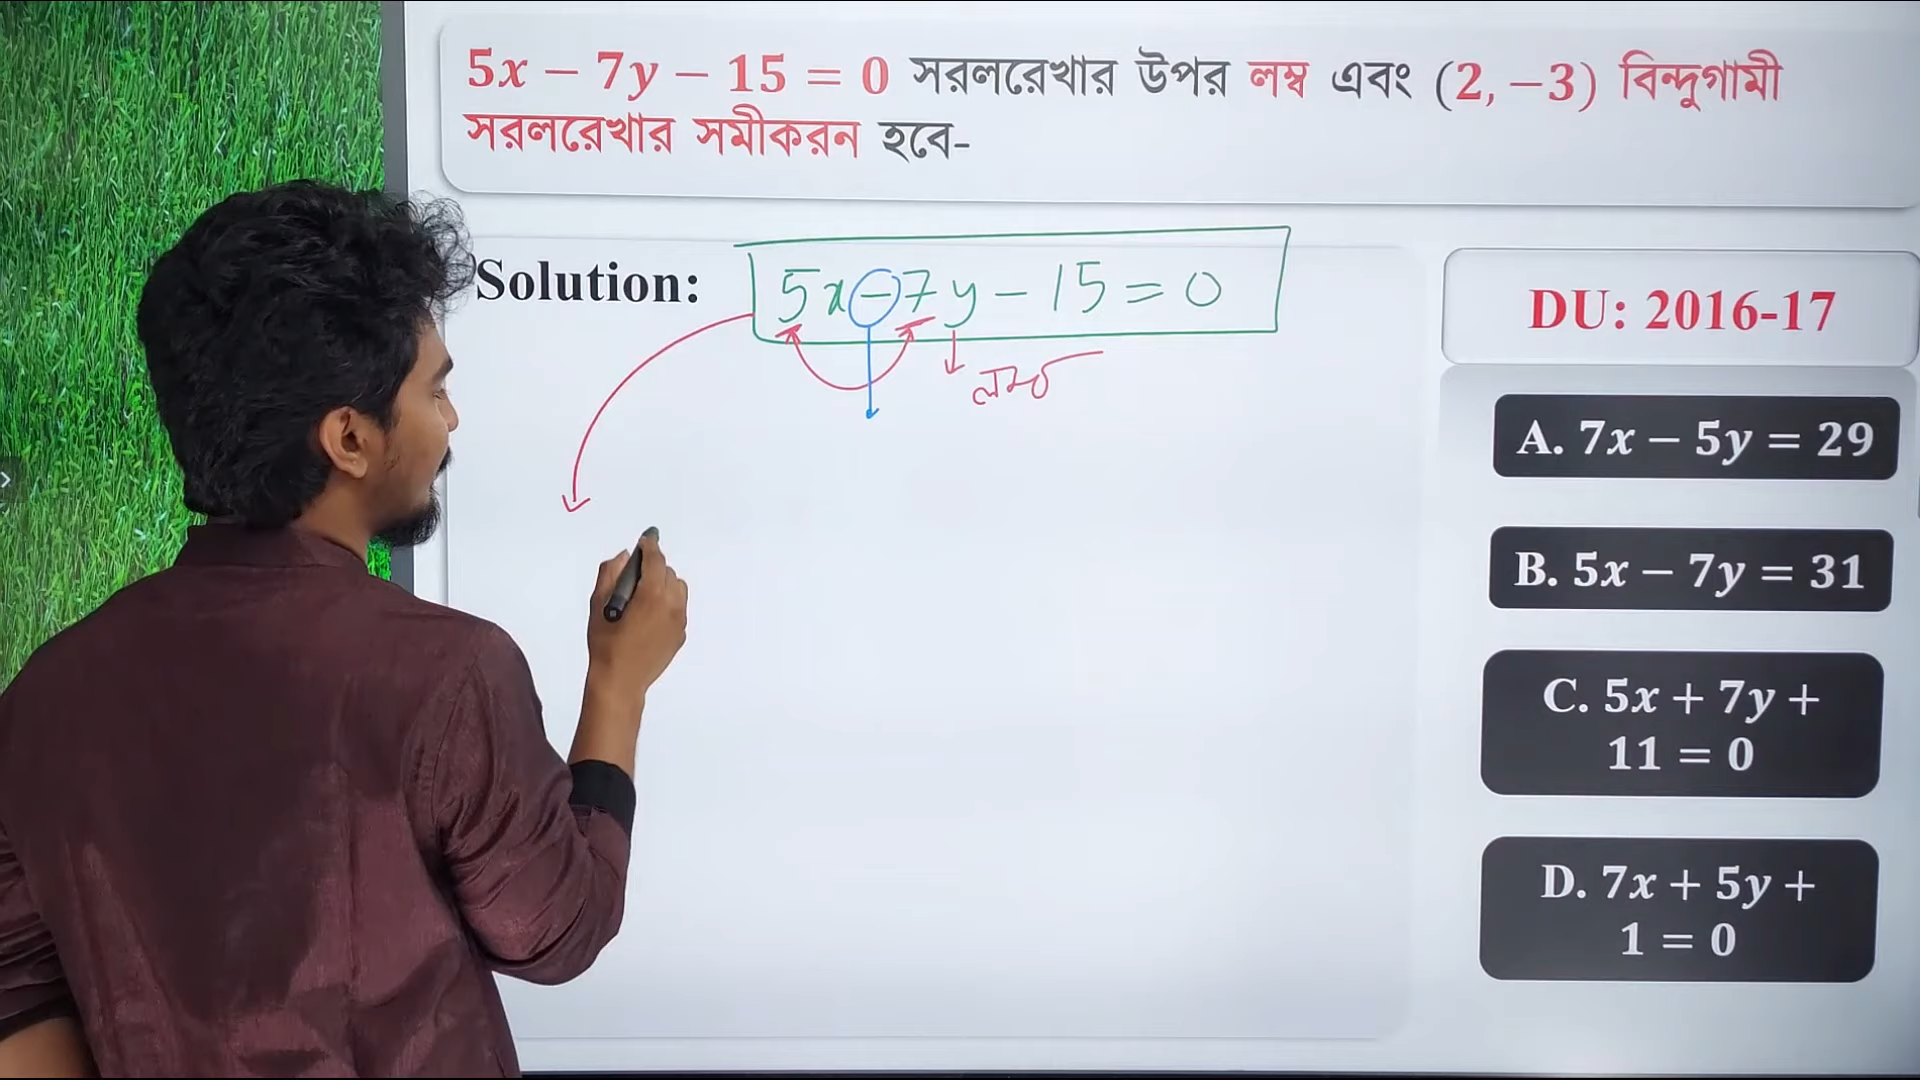 5x − 7y − 15 = 0 সরলরেখার উপর লম্ব এবং (2, −3) বিন্দুগামী
সরলরেখার সমীকরন হবে-
Solution:
5x − 7y − 15 = 0
লম্ব
DU: 2016-17
A. 7x − 5y = 29
B. 5x − 7y = 31
C. 5x + 7y +
11 = 0
D. 7x + 5y +
1 = 0